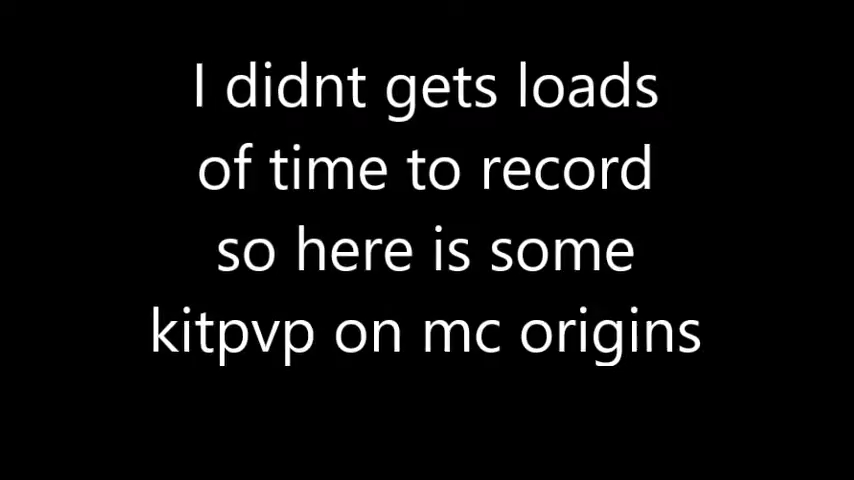 I didnt gets loads
of time to record
so here is some
kitpvp on mc origins